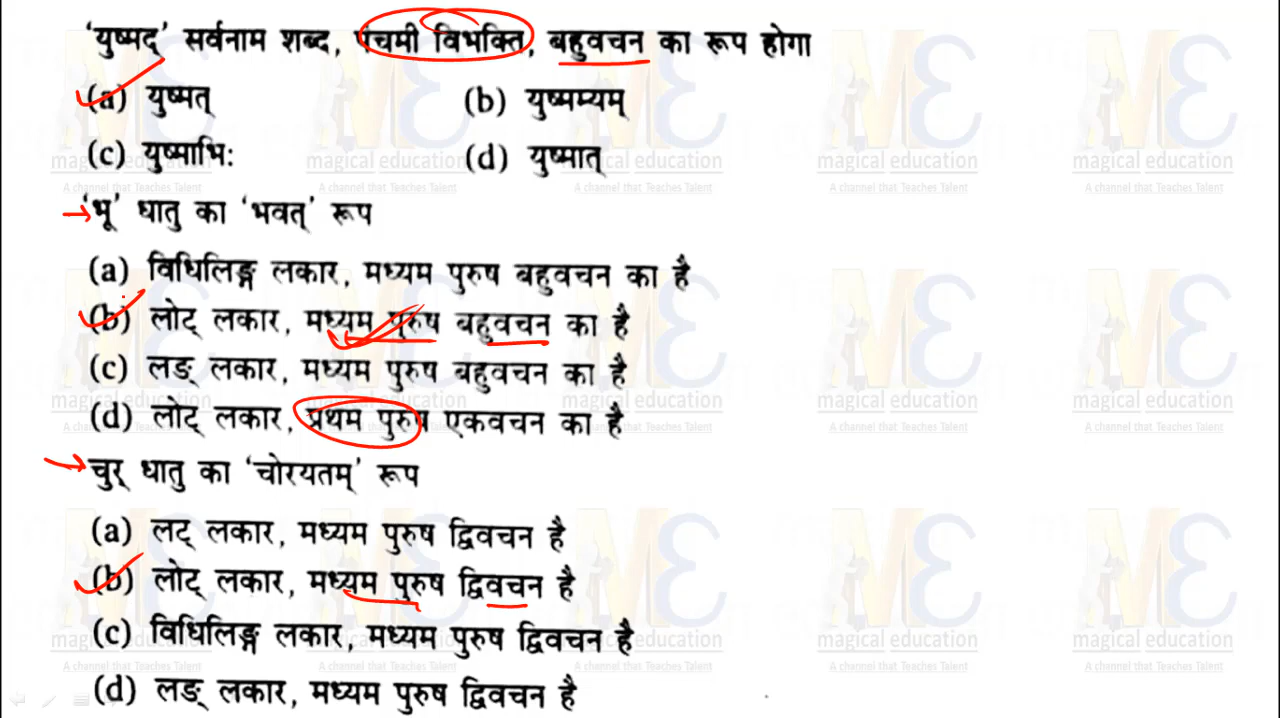 ‘युष्मद्’ सर्वनाम शब्द, पंचमी विभक्ति, बहुवचन का रूप होगा
(a) युष्मत् (b) युष्मम्यम्
(c) युष्माभि: (d) युष्मात्
‘भू’ धातु का ‘भवत्’ रूप
(a) विधिलिङ्ग लकार, मध्यम पुरुष बहुवचन का है
(b) लोट् लकार, मध्यम पुरुष बहुवचन का है
(c) लङ् लकार, मध्यम पुरुष बहुवचन का है
(d) लोट् लकार, प्रथम पुरुष एकवचन का है
चुर् धातु का ‘चोरयतम्’ रूप
(a) लट् लकार, मध्यम पुरुष द्विवचन है
(b) लोट् लकार, मध्यम पुरुष द्विवचन है
(c) विधिलिङ्ग लकार, मध्यम पुरुष द्विवचन है
(d) लङ् लकार, मध्यम पुरुष द्विवचन है
magical education
A channel that Teaches Talent